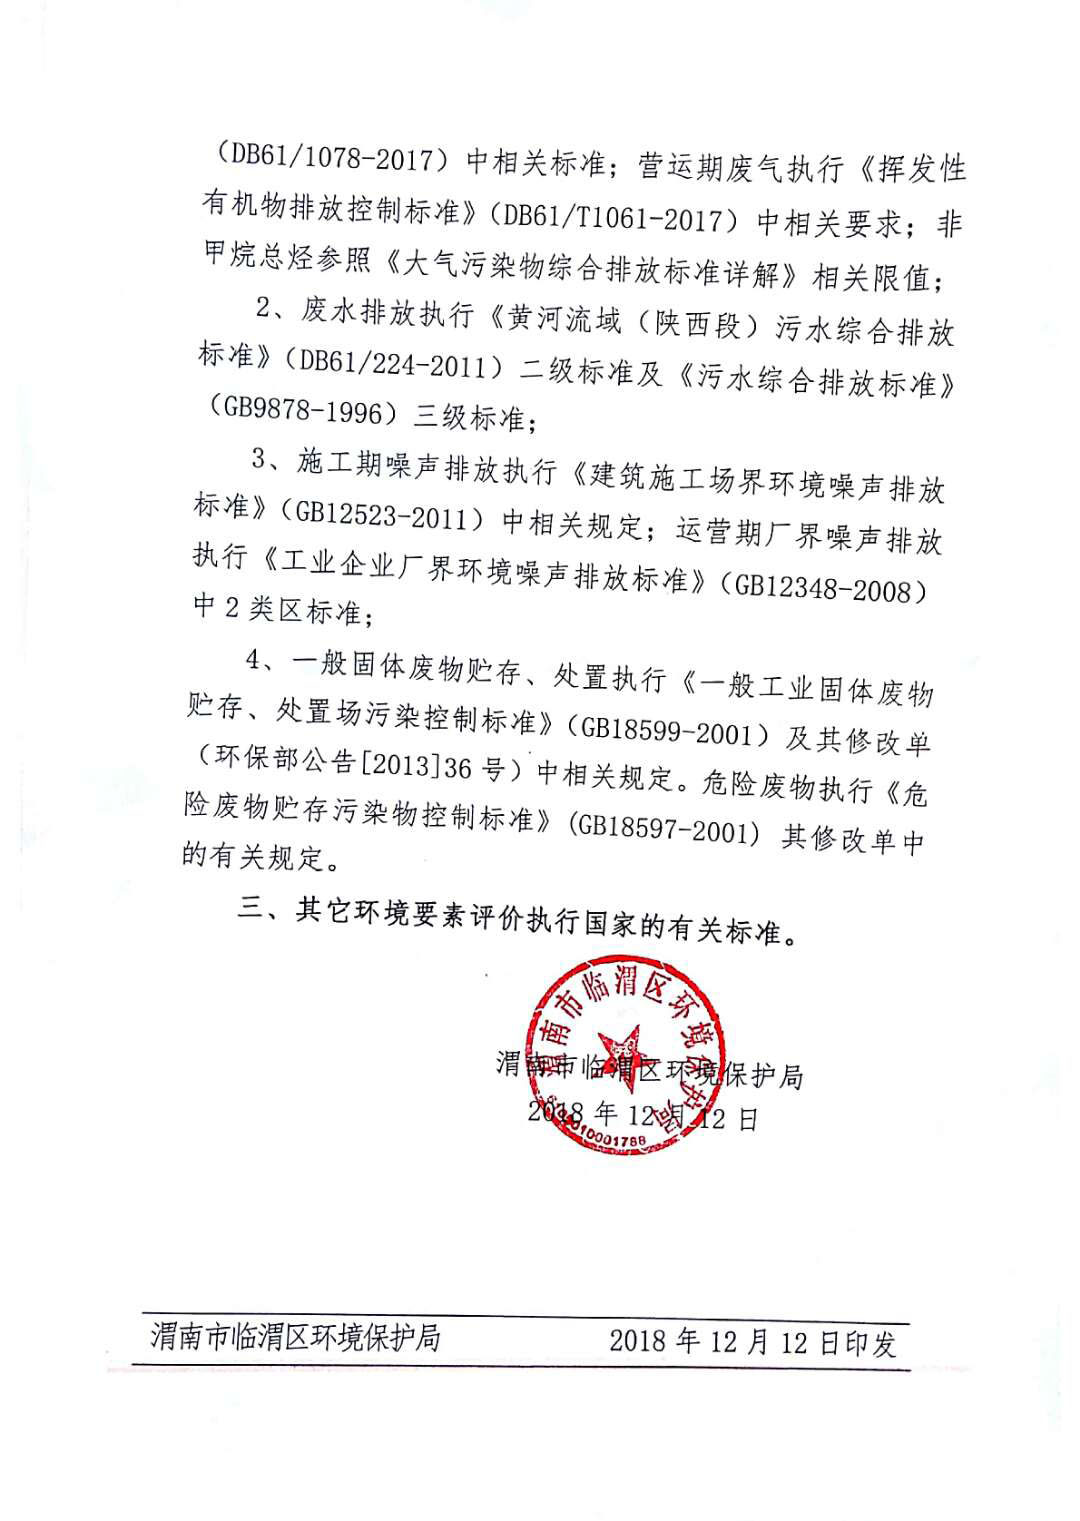 （DB61/1078-2017）中相关标准；营运期废气执行《挥发性
有机物排放控制标准》（DB61/T1061-2017）中相关要求；非
甲烷总烃参照《大气污染物综合排放标准详解》相关限值；
2、废水排放执行《黄河流域（陕西段）污水综合排放
标准》（DB61/224-2011）二级标准及《污水综合排放标准》
（GB9878-1996）三级标准；
3、施工期噪声排放执行《建筑施工场界环境噪声排放
标准》（GB12523-2011）中相关规定；运营期厂界噪声排放
执行《工业企业厂界环境噪声排放标准》（GB12348-2008）
中2类区标准；
4、一般固体废物贮存、处置执行《一般工业固体废物
贮存、处置场污染控制标准》（GB18599-2001）及其修改单
（环保部公告[2013]36号）中相关规定。危险废物执行《危
险废物贮存污染物控制标准》(GB18597-2001) 其修改单中
的有关规定。
三、其它环境要素评价执行国家的有关标准。
渭南市临渭区环境保护局
渭南市临渭区环境保护局
2018年12月12日
渭南市临渭区环境保护局 2018年12月12日印发